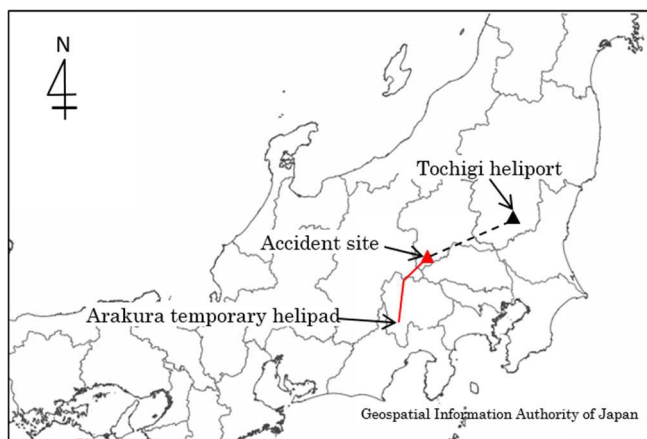 N
Tochigi heliport
Accident site
Arakura temporary helipad
Geospatial Information Authority of Japan